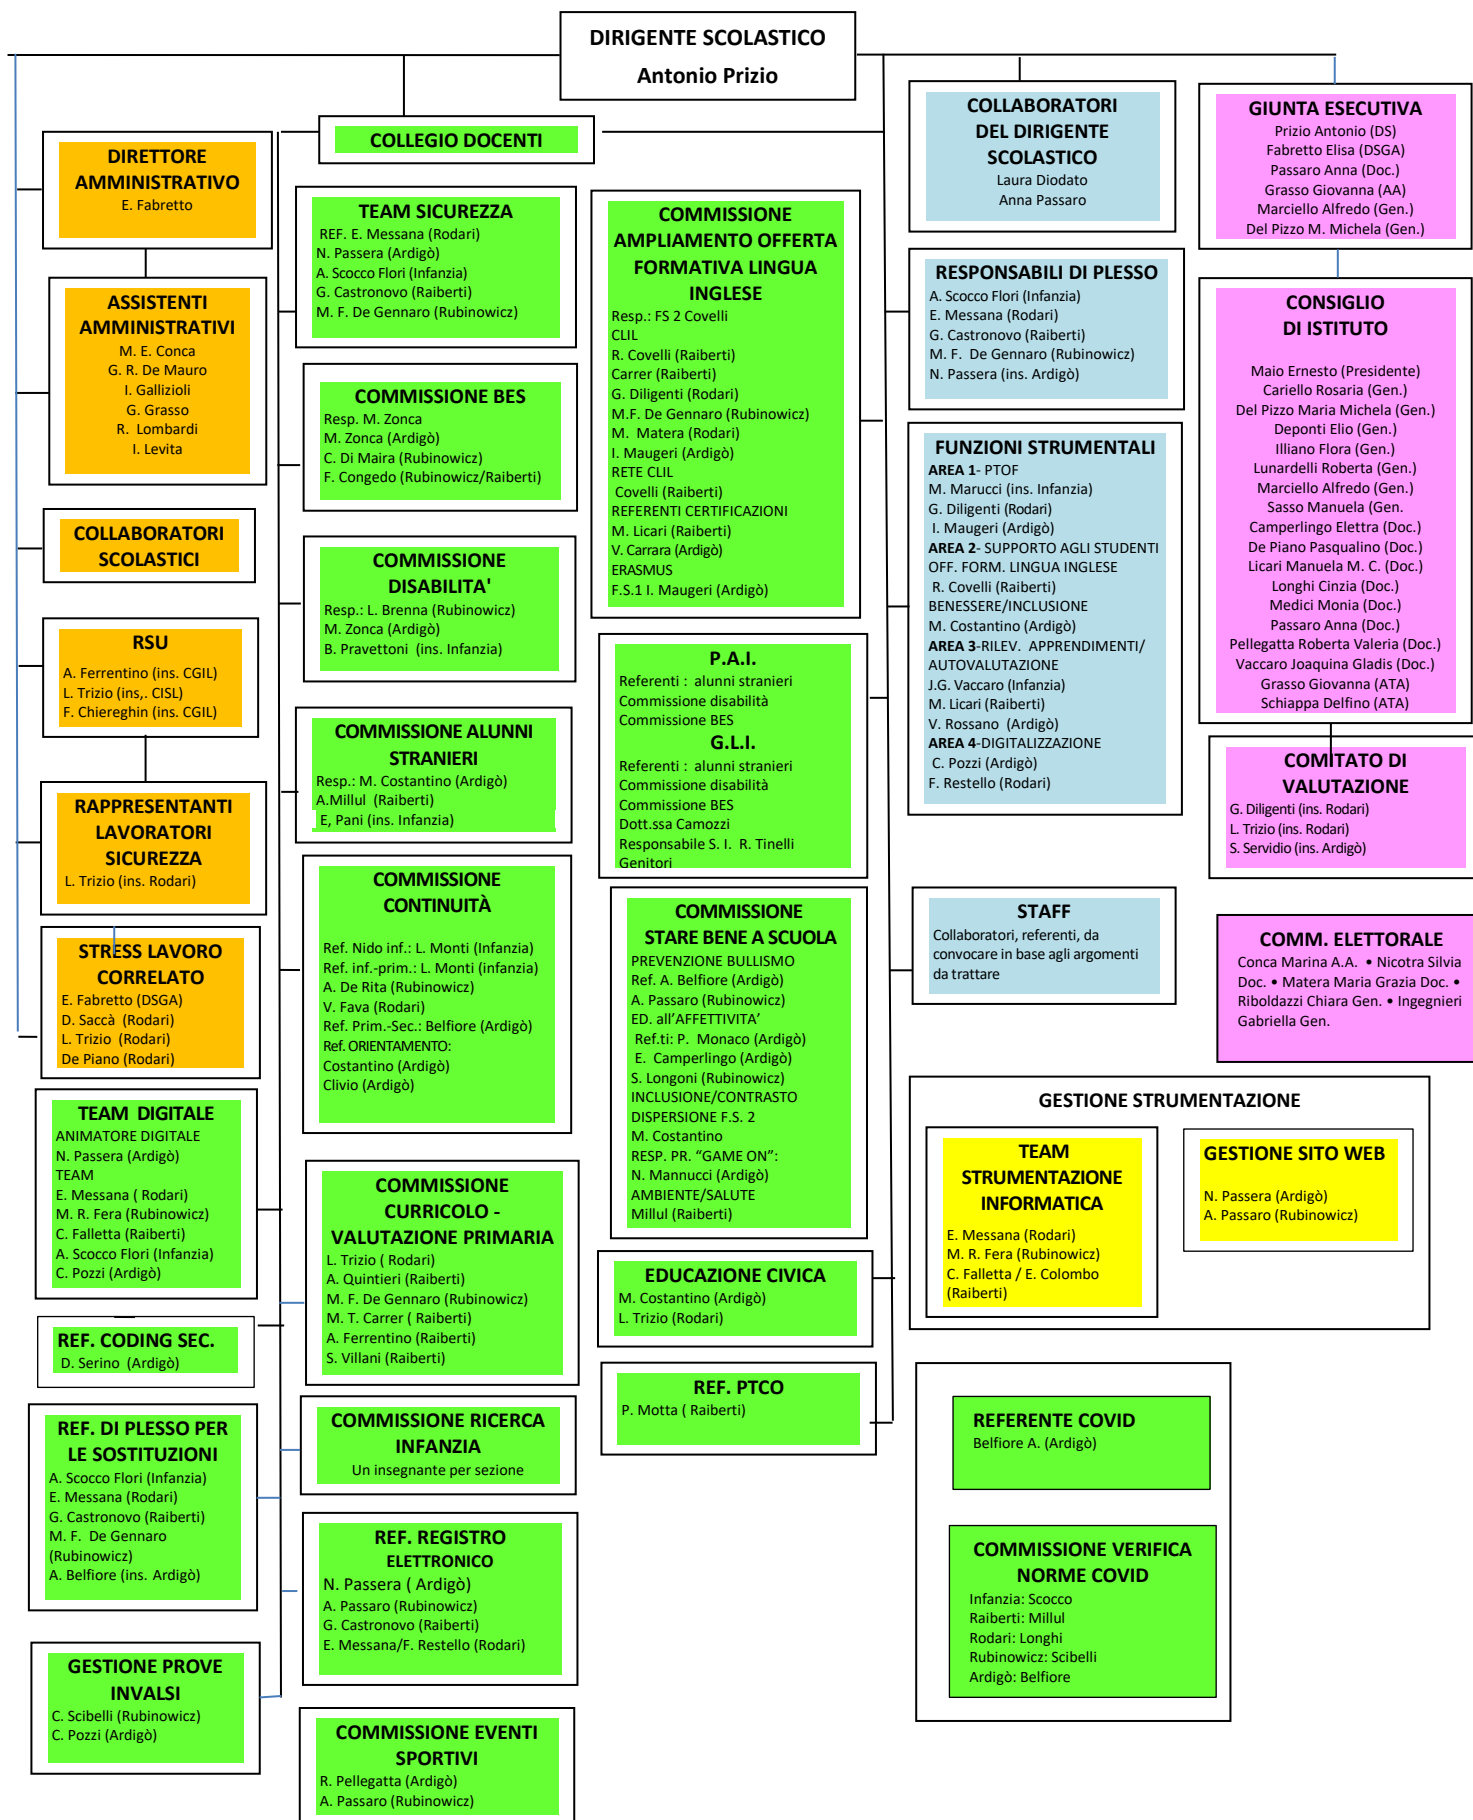 DIRIGENTE SCOLASTICO
Antonio Prizio
COLLEGIO DOCENTI
DIRETTORE
AMMINISTRATIVO
E. Fabretto
ASSISTENTI
AMMINISTRATIVI
M. E. Conca
G. R. De Mauro
I. Gallizioli
G. Grasso
R. Lombardi
I. Levita
COLLABORATORI
SCOLASTICI
RSU
A. Ferrentino (ins. CGIL)
L. Trizio (ins,. CISL)
F. Chiereghin (ins. CGIL)
RAPPRESENTANTI
LAVORATORI
SICUREZZA
L. Trizio (ins. Rodari)
STRESS LAVORO
CORRELATO
E. Fabretto (DSGA)
D. Saccà (Rodari)
L. Trizio (Rodari)
De Piano (Rodari)
TEAM DIGITALE
ANIMATORE DIGITALE
N. Passera (Ardigò)
TEAM
E. Messana ( Rodari)
M. R. Fera (Rubinowicz)
C. Falletta (Raiberti)
A. Scocco Flori (Infanzia)
C. Pozzi (Ardigò)
REF. CODING SEC.
D. Serino (Ardigò)
REF. DI PLESSO PER
LE SOSTITUZIONI
A. Scocco Flori (Infanzia)
E. Messana (Rodari)
G. Castronovo (Raiberti)
M. F. De Gennaro
(Rubinowicz)
A. Belfiore (ins. Ardigò)
GESTIONE PROVE
INVALSI
C. Scibelli (Rubinowicz)
C. Pozzi (Ardigò)
TEAM SICUREZZA
REF. E. Messana (Rodari)
N. Passera (Ardigò)
A. Scocco Flori (Infanzia)
G. Castronovo (Raiberti)
M. F. De Gennaro (Rubinowicz)
COMMISSIONE BES
Resp. M. Zonca
M. Zonca (Ardigò)
C. Di Maira (Rubinowicz)
F. Congedo (Rubinowicz/Raiberti)
COMMISSIONE
DISABILITA'
Resp.: L. Brenna (Rubinowicz)
M. Zonca (Ardigò)
B. Pravettoni (ins. Infanzia)
COMMISSIONE ALUNNI
STRANIERI
Resp.: M. Costantino (Ardigò)
A.Millul (Raiberti)
E, Pani (ins. Infanzia)
COMMISSIONE
CONTINUITÀ
Ref. Nido inf.: L. Monti (Infanzia)
Ref. inf.-prim.: L. Monti (infanzia)
A. De Rita (Rubinowicz)
V. Fava (Rodari)
Ref. Prim.-Sec.: Belfiore (Ardigò)
Ref. ORIENTAMENTO:
Costantino (Ardigò)
Clivio (Ardigò)
COMMISSIONE
CURRICOLO -
VALUTAZIONE PRIMARIA
L. Trizio ( Rodari)
A. Quintieri (Raiberti)
M. F. De Gennaro (Rubinowicz)
M. T. Carrer ( Raiberti)
A. Ferrentino (Raiberti)
S. Villani (Raiberti)
COMMISSIONE RICERCA
INFANZIA
Un insegnante per sezione
REF. REGISTRO
ELETTRONICO
N. Passera ( Ardigò)
A. Passaro (Rubinowicz)
G. Castronovo (Raiberti)
E. Messana/F. Restello (Rodari)
COMMISSIONE EVENTI
SPORTIVI
R. Pellegatta (Ardigò)
A. Passaro (Rubinowicz)
COMMISSIONE
AMPLIAMENTO OFFERTA
FORMATIVA LINGUA
INGLESE
Resp.: FS 2 Covelli
CLIL
R. Covelli (Raiberti)
Carrer (Raiberti)
G. Diligenti (Rodari)
M.F. De Gennaro (Rubinowicz)
M. Matera (Rodari)
I. Maugeri (Ardigò)
RETE CLIL
Covelli (Raiberti)
REFERENTI CERTIFICAZIONI
M. Licari (Raiberti)
V. Carrara (Ardigò)
ERASMUS
F.S.1 I. Maugeri (Ardigò)
P.A.I.
Referenti : alunni stranieri
Commissione disabilità
Commissione BES
G.L.I.
Referenti : alunni stranieri
Commissione disabilità
Commissione BES
Dott.ssa Camozzi
Responsabile S. I. R. Tinelli
Genitori
COMMISSIONE
STARE BENE A SCUOLA
PREVENZIONE BULLISMO
Ref. A. Belfiore (Ardigò)
A. Passaro (Rubinowicz)
ED. all'AFFETTIVITA’
Ref.ti: P. Monaco (Ardigò)
E. Camperlingo (Ardigò)
S. Longoni (Rubinowicz)
INCLUSIONE/CONTRASTO
DISPERSIONE F.S. 2
M. Costantino
RESP. PR. “GAME ON”:
N. Mannucci (Ardigò)
AMBIENTE/SALUTE
Millul (Raiberti)
EDUCAZIONE CIVICA
M. Costantino (Ardigò)
L. Trizio (Rodari)
REF. PTCO
P. Motta ( Raiberti)
COLLABORATORI
DEL DIRIGENTE
SCOLASTICO
Laura Diodato
Anna Passaro
RESPONSABILI DI PLESSO
A. Scocco Flori (Infanzia)
E. Messana (Rodari)
G. Castronovo (Raiberti)
M. F. De Gennaro (Rubinowicz)
N. Passera (ins. Ardigò)
FUNZIONI STRUMENTALI
AREA 1- PTOF
M. Marucci (ins. Infanzia)
G. Diligenti (Rodari)
I. Maugeri (Ardigò)
AREA 2- SUPPORTO AGLI STUDENTI
OFF. FORM. LINGUA INGLESE
R. Covelli (Raiberti)
BENESSERE/INCLUSIONE
M. Costantino (Ardigò)
AREA 3-RILEV. APPRENDIMENTI/
AUTOVALUTAZIONE
J.G. Vaccaro (Infanzia)
M. Licari (Raiberti)
V. Rossano (Ardigò)
AREA 4-DIGITALIZZAZIONE
C. Pozzi (Ardigò)
F. Restello (Rodari)
STAFF
Collaboratori, referenti, da
convocare in base agli argomenti
da trattare
GIUNTA ESECUTIVA
Prizio Antonio (DS)
Fabretto Elisa (DSGA)
Passaro Anna (Doc.)
Grasso Giovanna (AA)
Marciello Alfredo (Gen.)
Del Pizzo M. Michela (Gen.)
CONSIGLIO
DI ISTITUTO
Maio Ernesto (Presidente)
Cariello Rosaria (Gen.)
Del Pizzo Maria Michela (Gen.)
Deponti Elio (Gen.)
Illiano Flora (Gen.)
Lunardelli Roberta (Gen.)
Marciello Alfredo (Gen.)
Sasso Manuela (Gen.
Camperlingo Elettra (Doc.)
De Piano Pasqualino (Doc.)
Licari Manuela M. C. (Doc.)
Longhi Cinzia (Doc.)
Medici Monia (Doc.)
Passaro Anna (Doc.)
Pellegatta Roberta Valeria (Doc.)
Vaccaro Joaquina Gladis (Doc.)
Grasso Giovanna (ATA)
Schiappa Delfino (ATA)
COMITATO DI
VALUTAZIONE
G. Diligenti (ins. Rodari)
L. Trizio (ins. Rodari)
S. Servidio (ins. Ardigò)
COMM. ELETTORALE
Conca Marina A.A. • Nicotra Silvia
Doc. • Matera Maria Grazia Doc. •
Riboldazzi Chiara Gen. • Ingegnieri
Gabriella Gen.
GESTIONE STRUMENTAZIONE
TEAM
STRUMENTAZIONE
INFORMATICA
E. Messana (Rodari)
M. R. Fera (Rubinowicz)
C. Falletta / E. Colombo
(Raiberti)
GESTIONE SITO WEB
N. Passera (Ardigò)
A. Passaro (Rubinowicz)
REFERENTE COVID
Belfiore A. (Ardigò)
COMMISSIONE VERIFICA
NORME COVID
Infanzia: Scocco
Raiberti: Millul
Rodari: Longhi
Rubinowicz: Scibelli
Ardigò: Belfiore